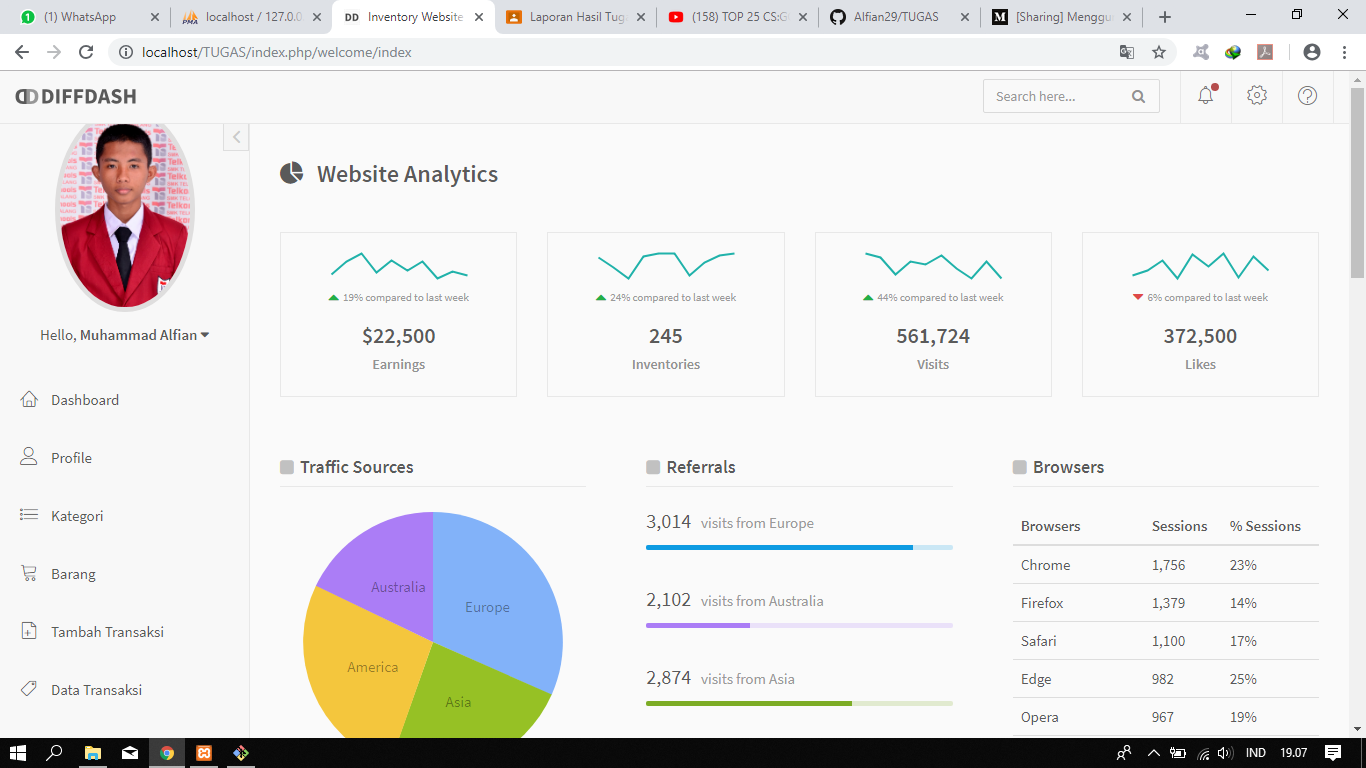 (1) WhatsApp
localhost / 127.0.0
Inventory Website
Laporan Hasil Tug
(158) TOP 25 CS:G
Alfian29/TUGAS
[Sharing] Menggu
localhost/TUGAS/index.php/welcome/index
DIFFDASH
Search here...
Hello, Muhammad Alfian
Dashboard
Profile
Kategori
Barang
Tambah Transaksi
Data Transaksi
Website Analytics
19% compared to last week
$22,500
Earnings
24% compared to last week
245
Inventories
44% compared to last week
561,724
Visits
6% compared to last week
372,500
Likes
Traffic Sources
Australia
Europe
America
Asia
Referrals
3,014 visits from Europe
2,102 visits from Australia
2,874 visits from Asia
Browsers
Browsers Sessions % Sessions
Chrome 1,756 23%
Firefox 1,379 14%
Safari 1,100 17%
Edge 982 25%
Opera 967 19%
IND 19.07